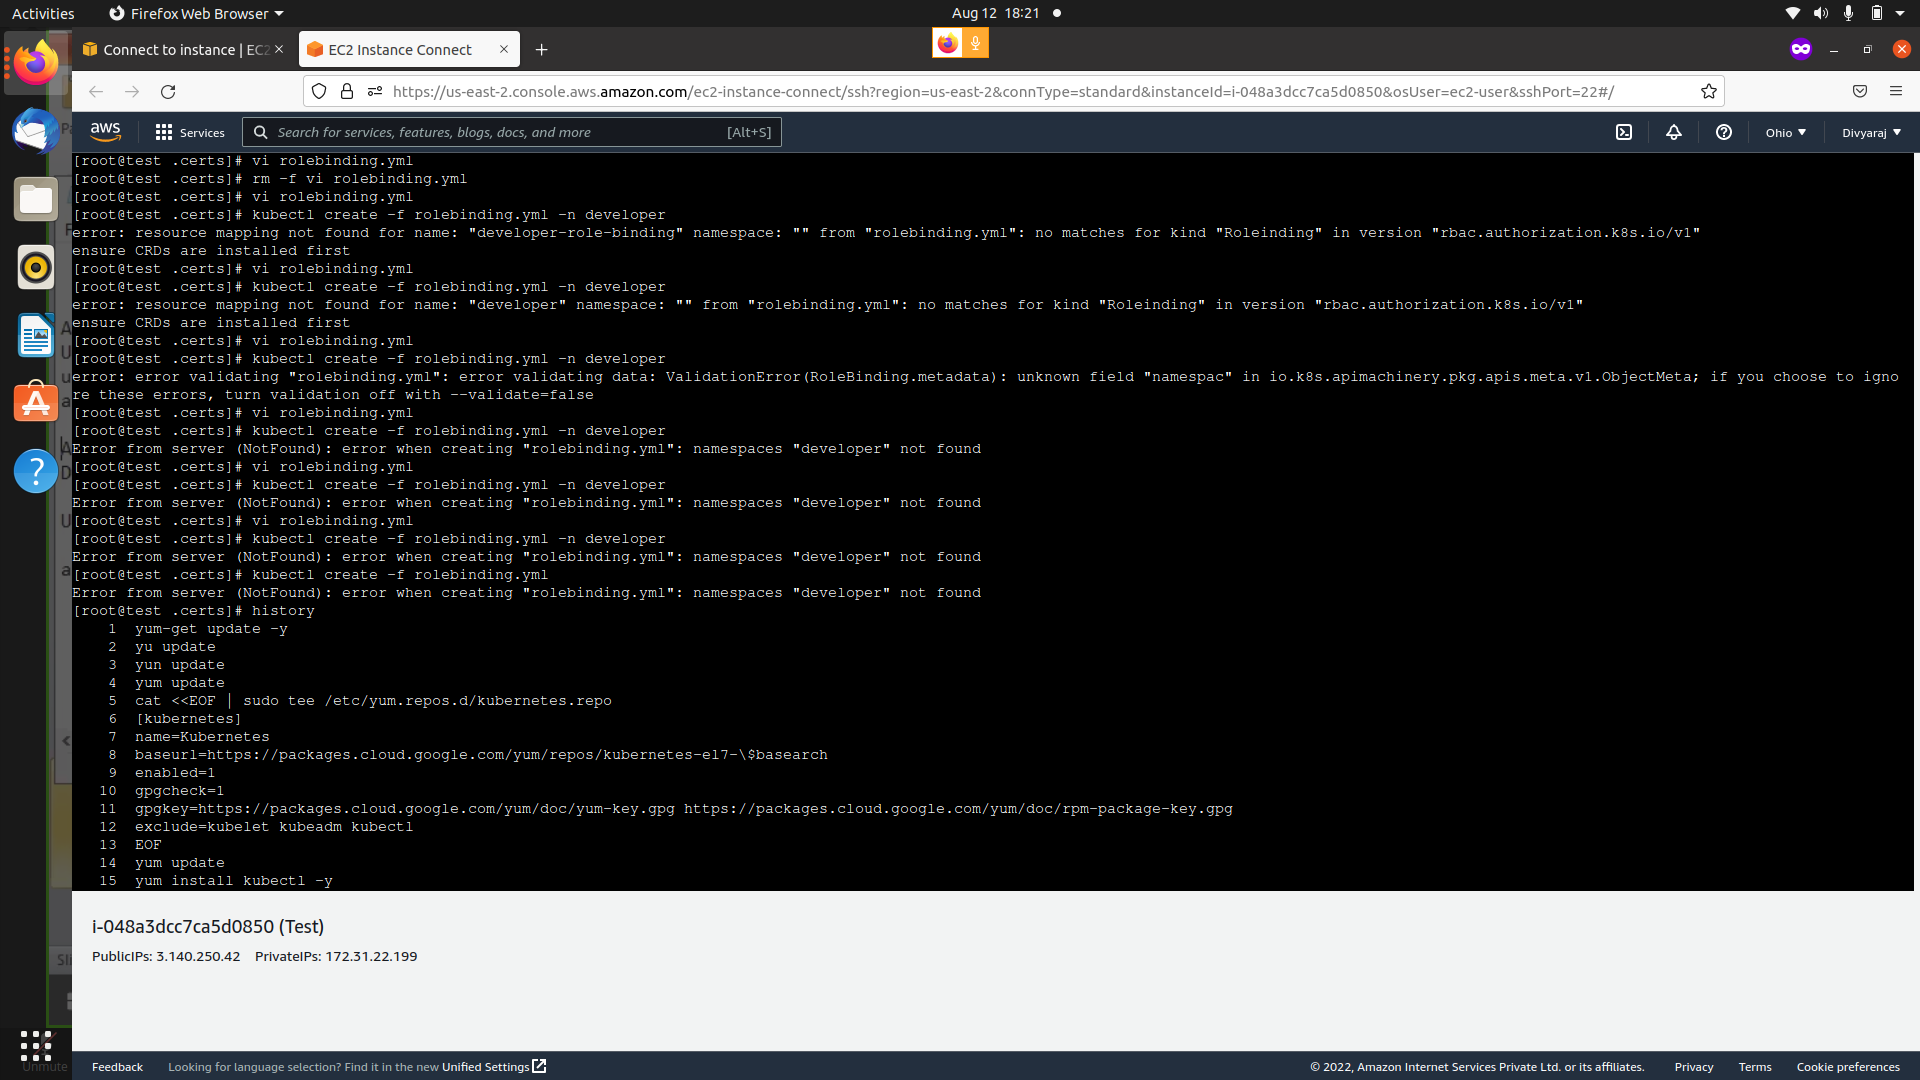 Activities
Firefox Web Browser
Aug 12 18:21
Connect to instance | EC2
EC2 Instance Connect
https://us-east-2.console.aws.amazon.com/ec2-instance-connect/ssh?region=us-east-2&connType=standard&instanceId=i-048a3dcc7ca5d0850&osUser=ec2-user&sshPort=22#/
aws
Services
Search for services, features, blogs, docs, and more
[Alt+S]
Ohio
Divyaraj
[root@test .certs]# vi rolebinding.yml
[root@test .certs]# rm -f vi rolebinding.yml
[root@test .certs]# vi rolebinding.yml
[root@test .certs]# kubectl create -f rolebinding.yml -n developer
error: resource mapping not found for name: "developer-role-binding" namespace: "" from "rolebinding.yml": no matches for kind "Roleinding" in version "rbac.authorization.k8s.io/v1"
ensure CRDs are installed first
[root@test .certs]# vi rolebinding.yml
[root@test .certs]# kubectl create -f rolebinding.yml -n developer
error: resource mapping not found for name: "developer" namespace: "" from "rolebinding.yml": no matches for kind "Roleinding" in version "rbac.authorization.k8s.io/v1"
ensure CRDs are installed first
[root@test .certs]# vi rolebinding.yml
[root@test .certs]# kubectl create -f rolebinding.yml -n developer
error: error validating "rolebinding.yml": error validating data: ValidationError(RoleBinding.metadata): unknown field "namespac" in io.k8s.apimachinery.pkg.apis.meta.v1.ObjectMeta; if you choose to igno
re these errors, turn validation off with --validate=false
[root@test .certs]# vi rolebinding.yml
[root@test .certs]# kubectl create -f rolebinding.yml -n developer
Error from server (NotFound): error when creating "rolebinding.yml": namespaces "developer" not found
[root@test .certs]# vi rolebinding.yml
[root@test .certs]# kubectl create -f rolebinding.yml -n developer
Error from server (NotFound): error when creating "rolebinding.yml": namespaces "developer" not found
[root@test .certs]# vi rolebinding.yml
[root@test .certs]# kubectl create -f rolebinding.yml -n developer
Error from server (NotFound): error when creating "rolebinding.yml": namespaces "developer" not found
[root@test .certs]# kubectl create -f rolebinding.yml
Error from server (NotFound): error when creating "rolebinding.yml": namespaces "developer" not found
[root@test .certs]# history
1 yum-get update -y
2 yu update
3 yun update
4 yum update
5 cat <<EOF | sudo tee /etc/yum.repos.d/kubernetes.repo
6 [kubernetes]
7 name=Kubernetes
8 baseurl=https://packages.cloud.google.com/yum/repos/kubernetes-el7-\$basearch
9 enabled=1
10 gpgcheck=1
11 gpgkey=https://packages.cloud.google.com/yum/doc/yum-key.gpg https://packages.cloud.google.com/yum/doc/rpm-package-key.gpg
12 exclude=kubelet kubeadm kubectl
13 EOF
14 yum update
15 yum install kubectl -y
i-048a3dcc7ca5d0850 (Test)
PublicIPs: 3.140.250.42 PrivateIPs: 172.31.22.199
Unmute
Feedback
Looking for language selection? Find it in the new Unified Settings
© 2022, Amazon Internet Services Private Ltd. or its affiliates.
Privacy
Terms
Cookie preferences